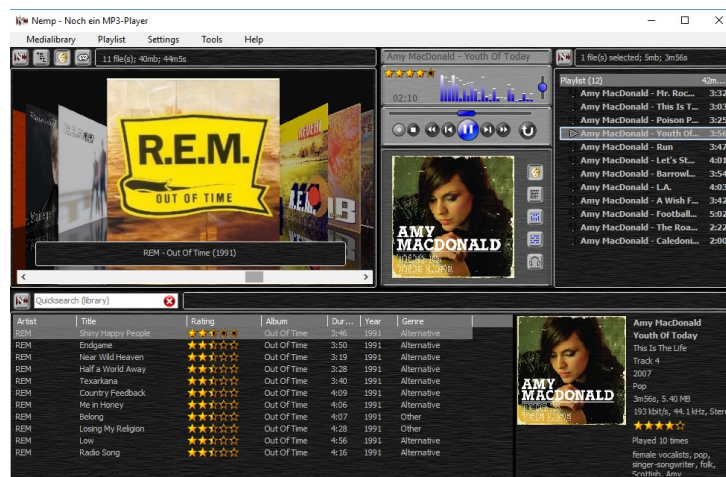 Nemp - Noch ein MP3-Player
Medialibrary Playlist Settings Tools Help
11 file(s); 40mb; 44m5s
R.E.M.
OUT OF TIME
REM - Out Of Time (1991)
Quicksearch (library)
Amy MacDonald - Youth Of Today
02:10
AMY
MACDONALD
1 file(s) selected; 5mb; 3m56s
Playlist (12) 42m...
Amy MacDonald - Mr. Roc... 3:32
Amy MacDonald - This Is T... 3:03
Amy MacDonald - Poison P... 3:25
Amy MacDonald - Youth Of... 3:56
Amy MacDonald - Run 3:47
Amy MacDonald - Let's St... 4:01
Amy MacDonald - Barrowl... 3:54
Amy MacDonald - L.A. 4:03
Amy MacDonald - A Wish F... 3:42
Amy MacDonald - Football... 5:02
Amy MacDonald - The Roa... 2:22
Amy MacDonald - Caledoni... 2:00
Artist Title Rating Album Dur... Year Genre
REM Shiny Happy People Out Of Time 3:46 1991 Alternative
REM Endgame Out Of Time 3:50 1991 Alternative
REM Near Wild Heaven Out Of Time 3:19 1991 Alternative
REM Half a World Away Out Of Time 3:28 1991 Alternative
REM Texarkana Out Of Time 3:40 1991 Alternative
REM Country Feedback Out Of Time 4:09 1991 Alternative
REM Me in Honey Out Of Time 4:06 1991 Alternative
REM Belong Out Of Time 4:07 1991 Other
REM Losing My Religion Out Of Time 4:28 1991 Other
REM Low Out Of Time 4:56 1991 Alternative
REM Radio Song Out Of Time 4:16 1991 Alternative
AMY
MACDONALD
Amy MacDonald
Youth Of Today
This Is The Life
Track 4
2007
Pop
3m56s, 5.40 MB
193 kbit/s, 44.1 kHz, Stere
Played 10 times
female vocalists, pop,
singer-songwriter, folk,
Scottish, Amy